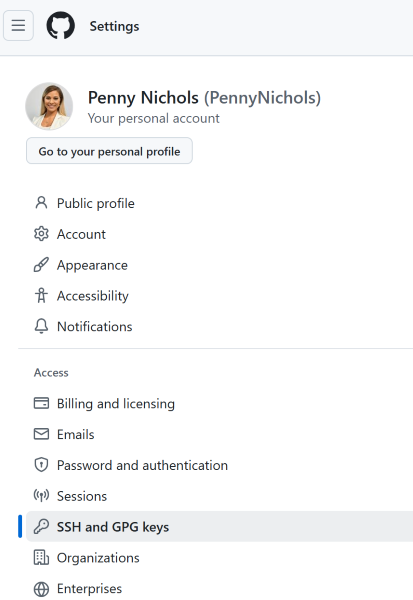 Settings
Penny Nichols (PennyNichols)
Your personal account
Go to your personal profile
Public profile
Account
Appearance
Accessibility
Notifications
Access
Billing and licensing
Emails
Password and authentication
Sessions
SSH and GPG keys
Organizations
Enterprises